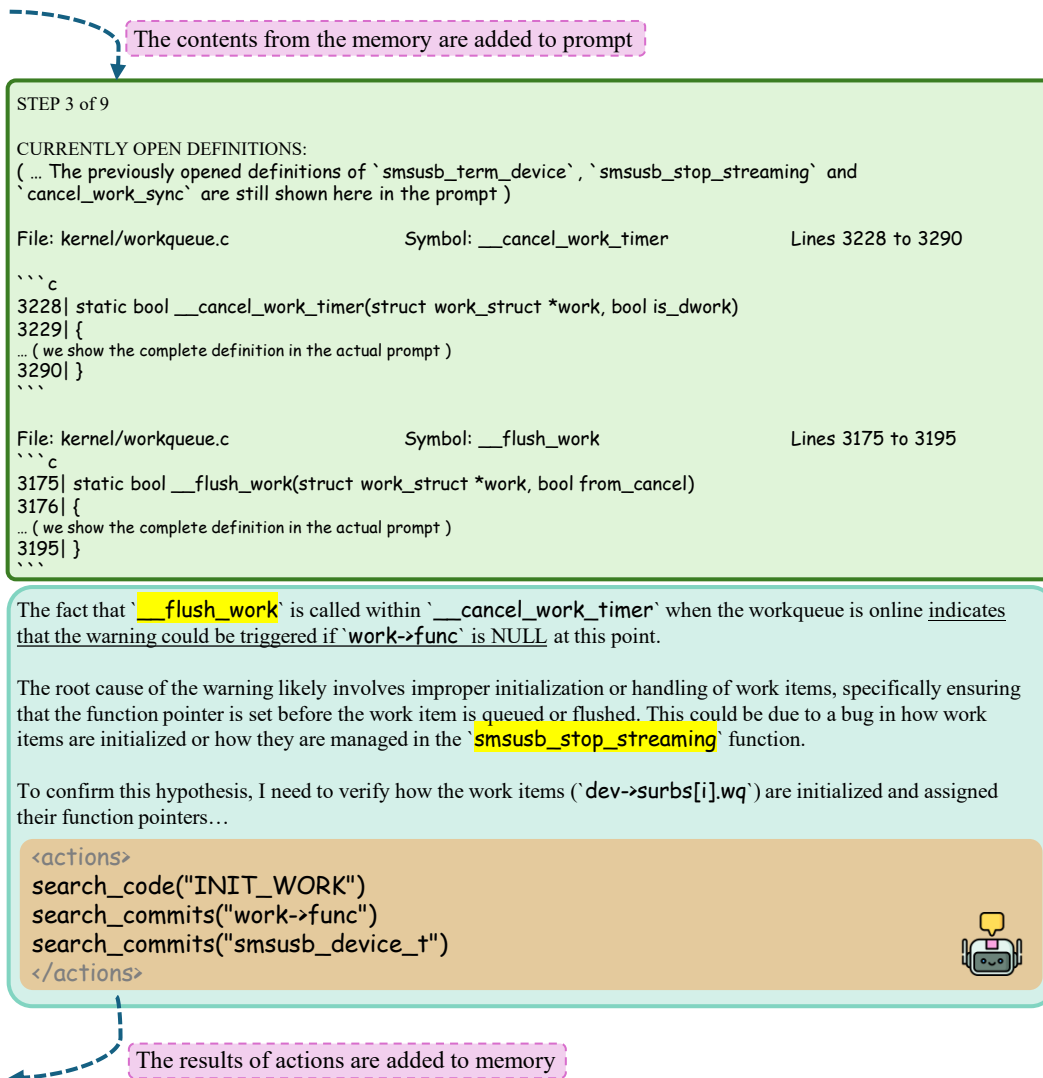 The contents from the memory are added to prompt
STEP 3 of 9
CURRENTLY OPEN DEFINITIONS:
( … The previously opened definitions of `smsusb_term_device`, `smsusb_stop_streaming` and
`cancel_work_sync` are still shown here in the prompt )
File: kernel/workqueue.c Symbol: __cancel_work_timer Lines 3228 to 3290
```c
3228| static bool __cancel_work_timer(struct work_struct *work, bool is_dwork)
3229| {
… ( we show the complete definition in the actual prompt )
3290| }
```
File: kernel/workqueue.c Symbol: __flush_work Lines 3175 to 3195
```c
3175| static bool __flush_work(struct work_struct *work, bool from_cancel)
3176| {
… ( we show the complete definition in the actual prompt )
3195| }
```
The fact that `__flush_work` is called within `__cancel_work_timer` when the workqueue is online indicates
that the warning could be triggered if `work->func` is NULL at this point.
The root cause of the warning likely involves improper initialization or handling of work items, specifically ensuring
that the function pointer is set before the work item is queued or flushed. This could be due to a bug in how work
items are initialized or how they are managed in the `smsusb_stop_streaming` function.
To confirm this hypothesis, I need to verify how the work items (`dev->surbs[i].wq`) are initialized and assigned
their function pointers…
<actions>
search_code("INIT_WORK")
search_commits("work->func")
search_commits("smsusb_device_t")
</actions>
The results of actions are added to memory